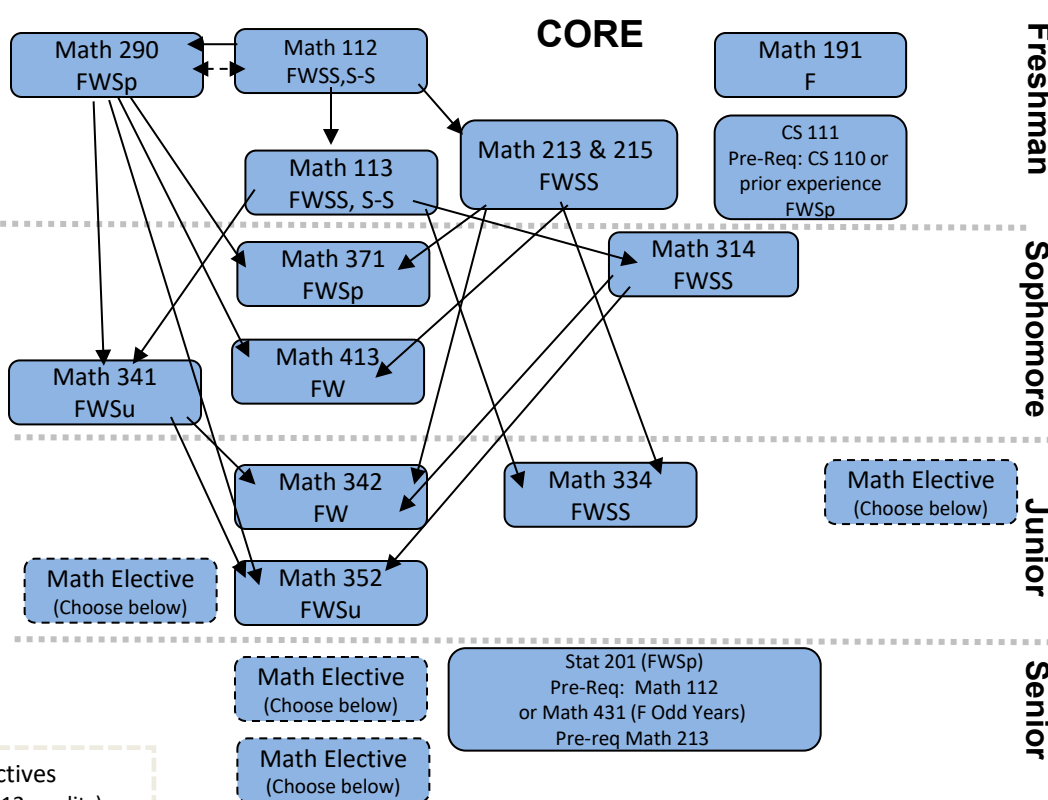 CORE
Freshman
Math 290
FWSp
Math 112
FWSS,S-S
Math 191
F
Math 113
FWSS, S-S
Math 213 & 215
FWSS
CS 111
Pre-Req: CS 110 or
prior experience
FWSp
Sophomore
Math 371
FWSp
Math 314
FWSS
Math 341
FWSu
Math 413
FW
Junior
Math 342
FW
Math 334
FWSS
Math Elective
(Choose below)
Math Elective
(Choose below)
Math 352
FWSu
Senior
Math Elective
(Choose below)
Stat 201 (FWSp)
Pre-Req: Math 112
or Math 431 (F Odd Years)
Pre-req Math 213
Math Elective
(Choose below)
ctives